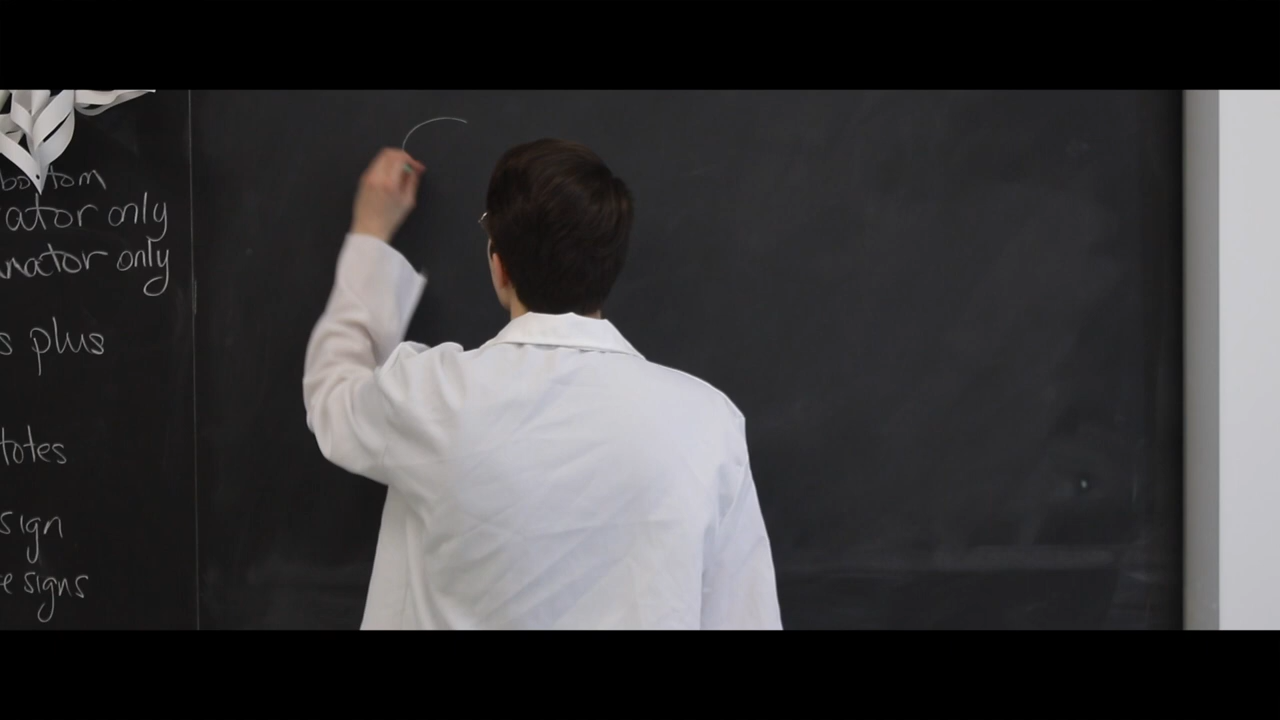 bottom
ator only
nator only
s plus
totes
sign
e signs